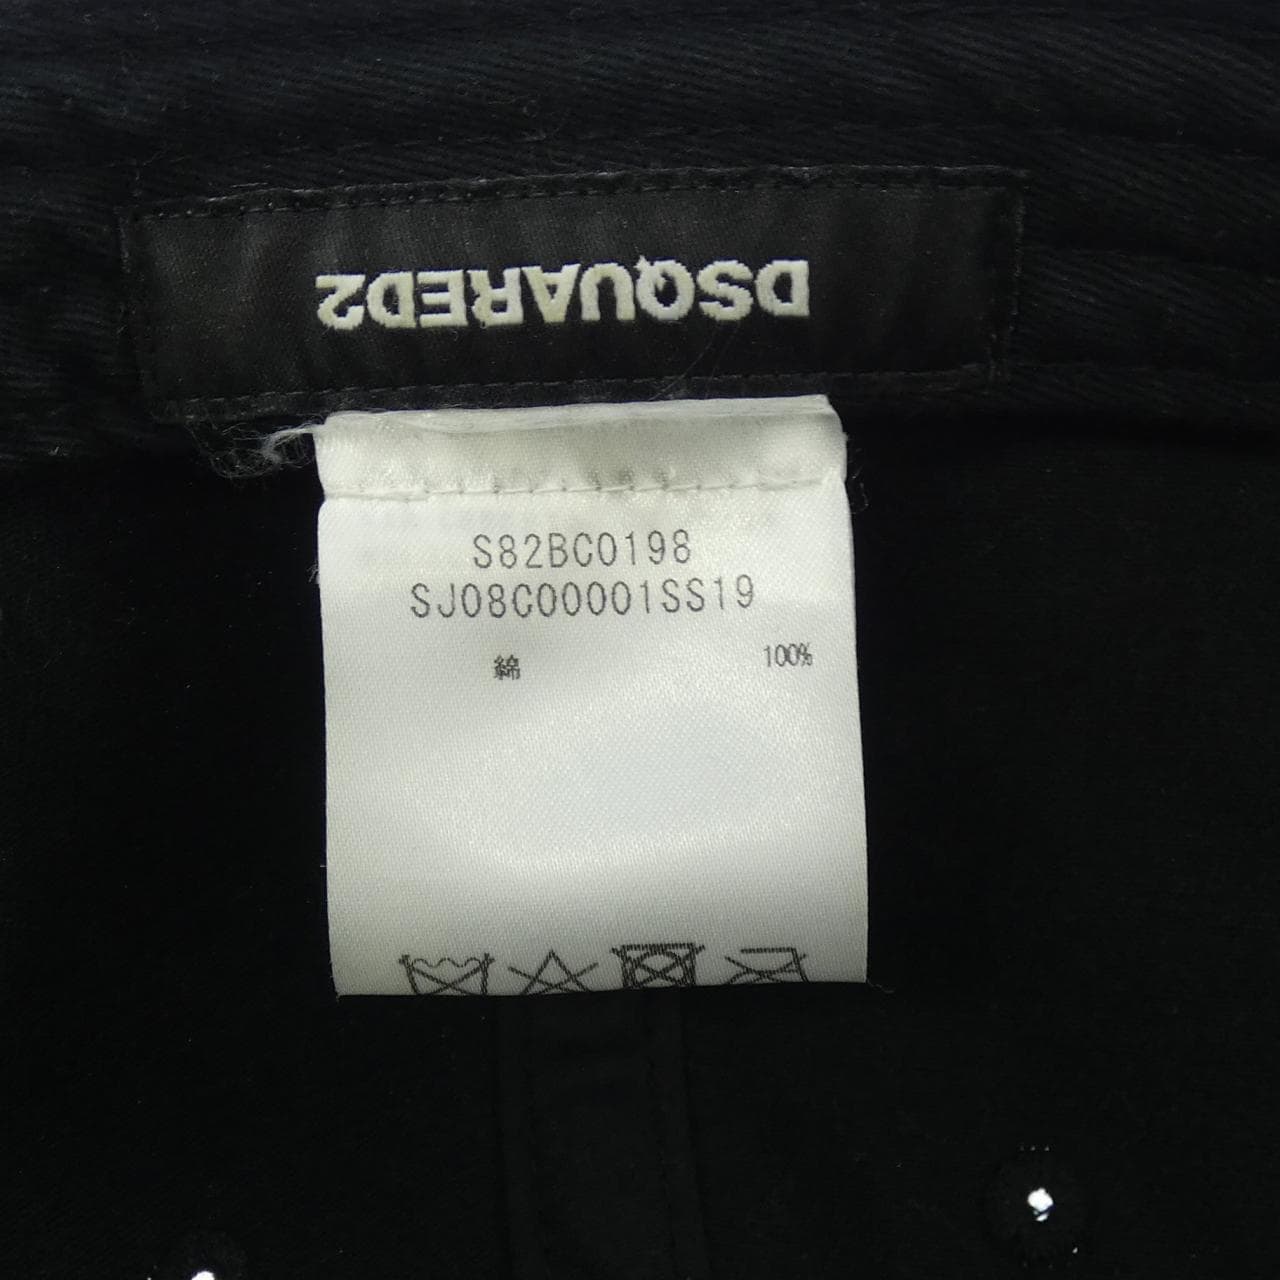 DSQUARED2
S82BC0198
SJ08C00001SS19
綿 100%